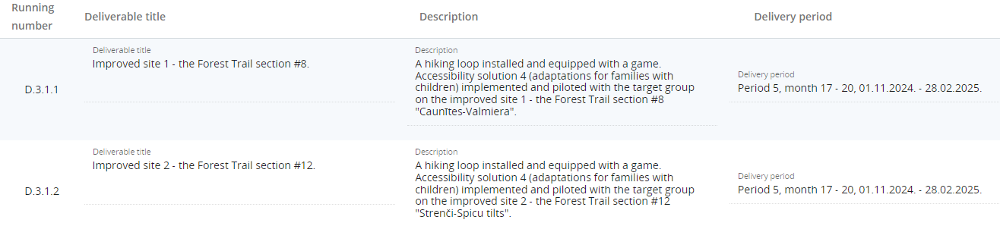 Running
number
Deliverable title
Description
Delivery period
D.3.1.1
Deliverable title
Improved site 1 - the Forest Trail section #8.
Description
A hiking loop installed and equipped with a game.
Accessibility solution 4 (adaptations for families with
children) implemented and piloted with the target group
on the improved site 1 - the Forest Trail section #8
"Caunītes-Valmiera".
Delivery period
Period 5, month 17 - 20, 01.11.2024. - 28.02.2025.
D.3.1.2
Deliverable title
Improved site 2 - the Forest Trail section #12.
Description
A hiking loop installed and equipped with a game.
Accessibility solution 4 (adaptations for families with
children) implemented and piloted with the target group
on the improved site 2 - the Forest Trail section #12
"Strenči-Spicu tilts".
Delivery period
Period 5, month 17 - 20, 01.11.2024. - 28.02.2025.